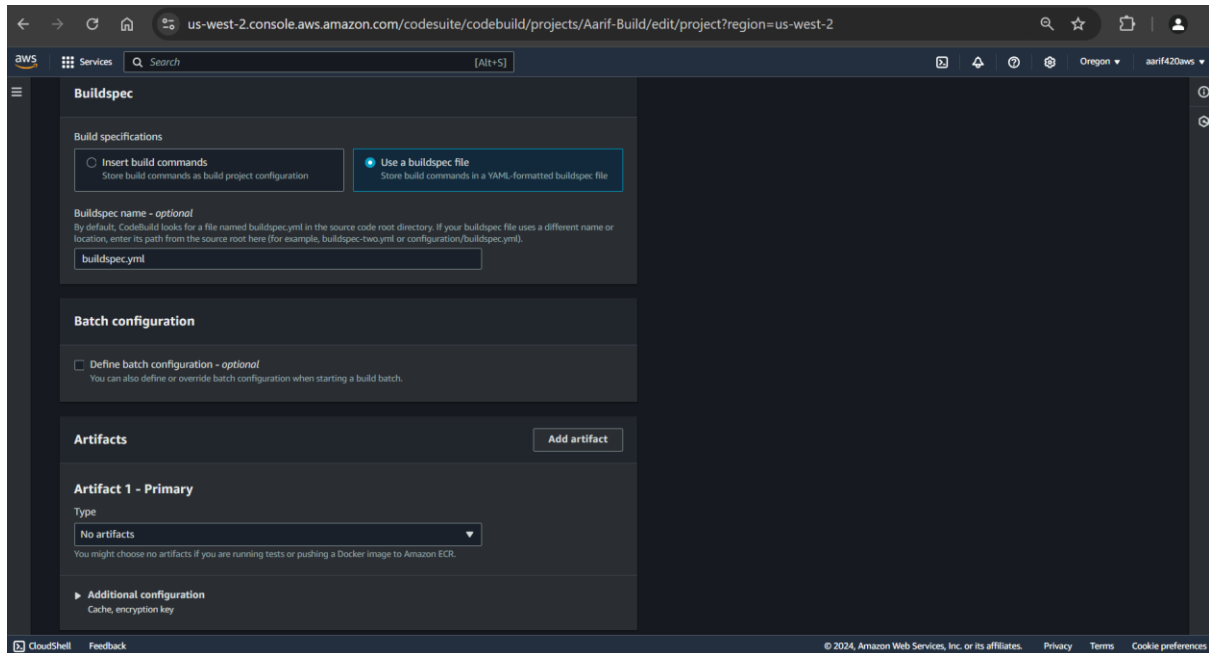 us-west-2.console.aws.amazon.com/codesuite/codebuild/projects/Aarif-Build/edit/project?region=us-west-2
aws
Services
Search
[Alt+S]
Oregon
aarif420aws
Buildspec
Build specifications
Insert build commands
Store build commands as build project configuration
Use a buildspec file
Store build commands in a YAML-formatted buildspec file
Buildspec name - optional
By default, CodeBuild looks for a file named buildspec.yml in the source code root directory. If your buildspec file uses a different name or
location, enter its path from the source root here (for example, buildspec-two.yml or configuration/buildspec.yml).
buildspec.yml
Batch configuration
Define batch configuration - optional
You can also define or override batch configuration when starting a build batch.
Artifacts
Add artifact
Artifact 1 - Primary
Type
No artifacts
You might choose no artifacts if you are running tests or pushing a Docker image to Amazon ECR.
Additional configuration
Cache, encryption key
CloudShell
Feedback
© 2024, Amazon Web Services, Inc. or its affiliates.
Privacy
Terms
Cookie preferences